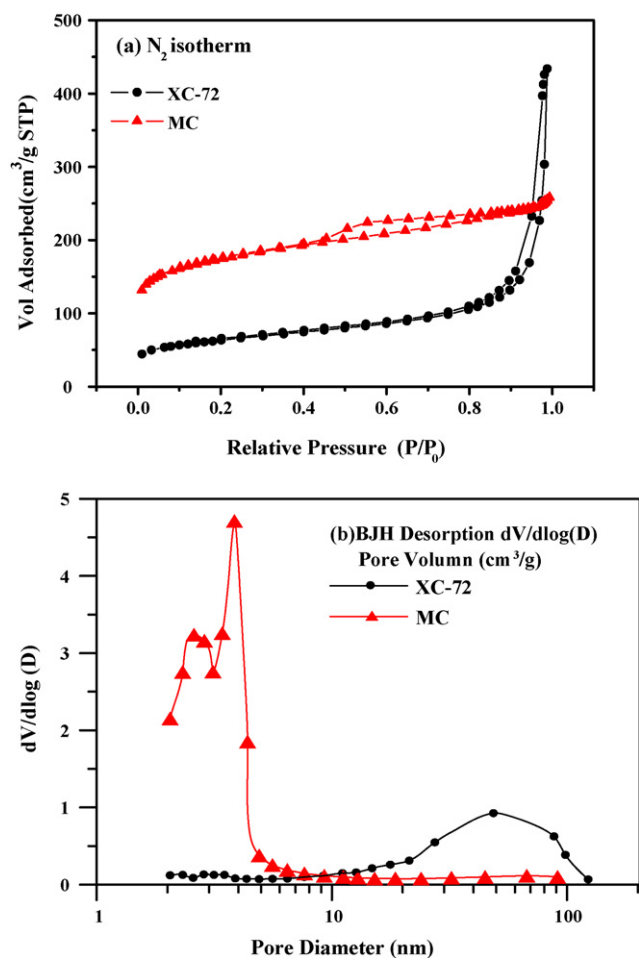 (a) N₂ isotherm
XC-72
MC
500
400
300
200
100
0
Vol Adsorbed(cm³/g STP)
0.0 0.2 0.4 0.6 0.8 1.0
Relative Pressure (P/P₀)
(b)BJH Desorption dV/dlog(D)
Pore Volumn (cm³/g)
XC-72
MC
5
4
3
2
1
0
dV/dlog (D)
1 10 100
Pore Diameter (nm)